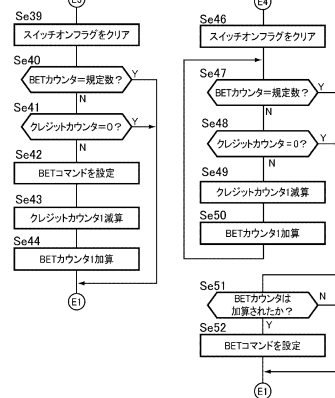 E3
Se39
スイッチオンフラグをクリア
Se40
BETカウンタ=規定数?
Y
N
Se41
クレジットカウンタ=0?
Y
N
Se42
BETコマンドを設定
Se43
クレジットカウンタ1減算
Se44
BETカウンタ1加算
E1
E4
Se46
スイッチオンフラグをクリア
Se47
BETカウンタ=規定数?
Y
N
Se48
クレジットカウンタ=0?
Y
N
Se49
クレジットカウンタ1減算
Se50
BETカウンタ1加算
Se51
BETカウンタは
加算されたか?
N
Y
Se52
BETコマンドを設定
E1